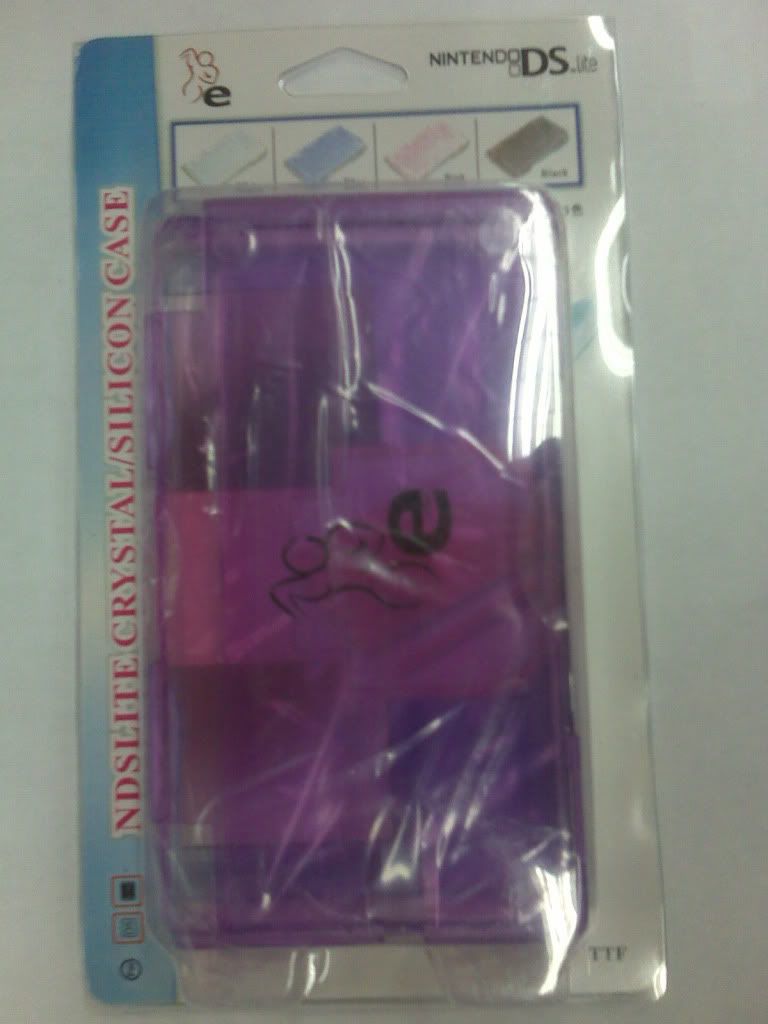 e
NINTENDO DS Lite
Black
NDSLITE CRYSTAL/SILICON CASE
e
TTF